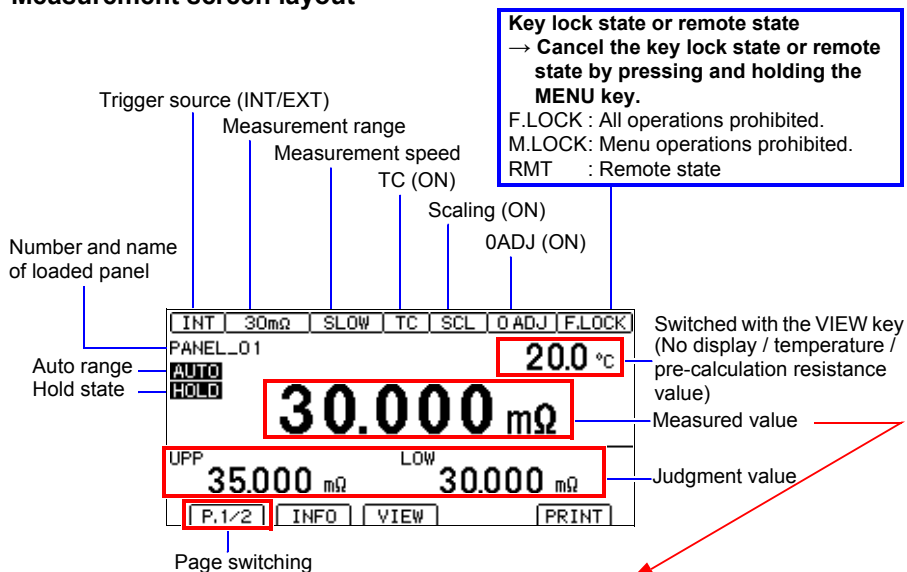 Measurement screen layout
Key lock state or remote state
→ Cancel the key lock state or remote
state by pressing and holding the
MENU key.
F.LOCK : All operations prohibited.
M.LOCK: Menu operations prohibited.
RMT : Remote state
Trigger source (INT/EXT)
Measurement range
Measurement speed
TC (ON)
Scaling (ON)
0ADJ (ON)
Number and name
of loaded panel
Auto range
Hold state
INT 30mΩ SLOW TC SCL 0 ADJ F.LOCK
PANEL_01
20.0 °C
AUTO
HOLD
30.000 mΩ
UPP LOW
35.000 mΩ 30.000 mΩ
P.1/2 INFO VIEW PRINT
Switched with the VIEW key
(No display / temperature /
pre-calculation resistance
value)
Measured value
Judgment value
Page switching